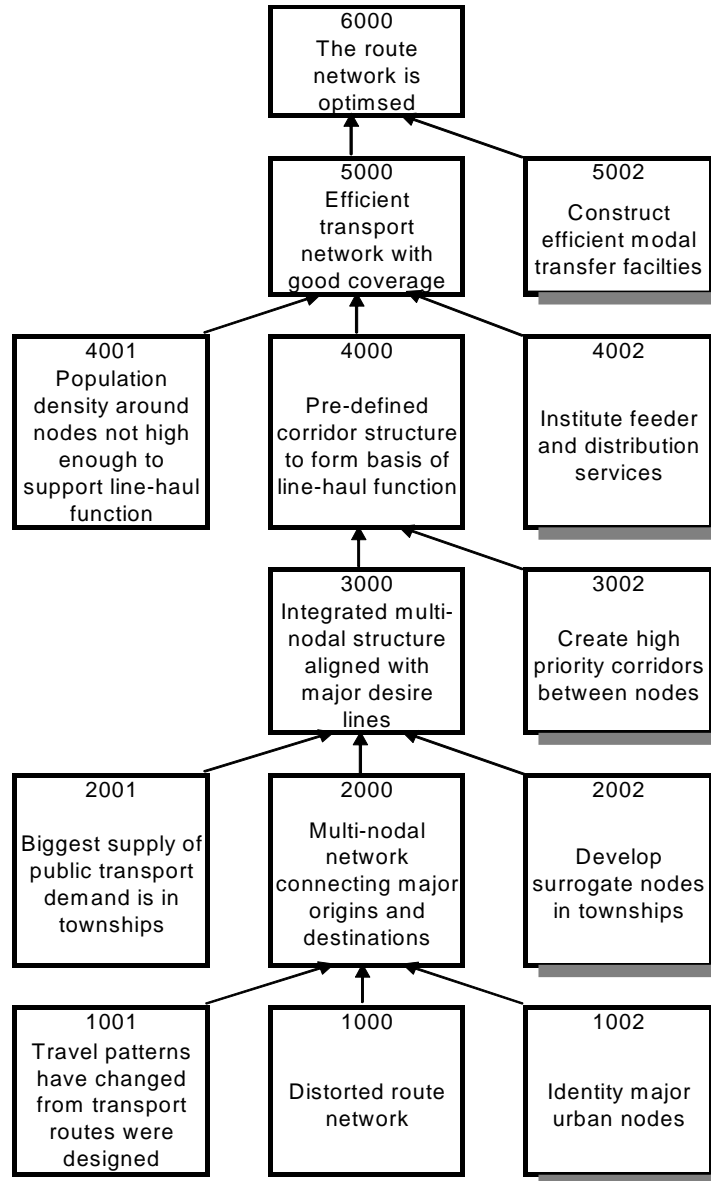 6000
The route
network is
optimsed
5000
Efficient
transport
network with
good coverage
5002
Construct
efficient modal
transfer facilties
4001
Population
density around
nodes not high
enough to
support line-haul
function
4000
Pre-defined
corridor structure
to form basis of
line-haul function
4002
Institute feeder
and distribution
services
3000
Integrated multi-
nodal structure
aligned with
major desire
lines
3002
Create high
priority corridors
between nodes
2001
Biggest supply of
public transport
demand is in
townships
2000
Multi-nodal
network
connecting major
origins and
destinations
2002
Develop
surrogate nodes
in townships
1001
Travel patterns
have changed
from transport
routes were
designed
1000
Distorted route
network
1002
Identity major
urban nodes